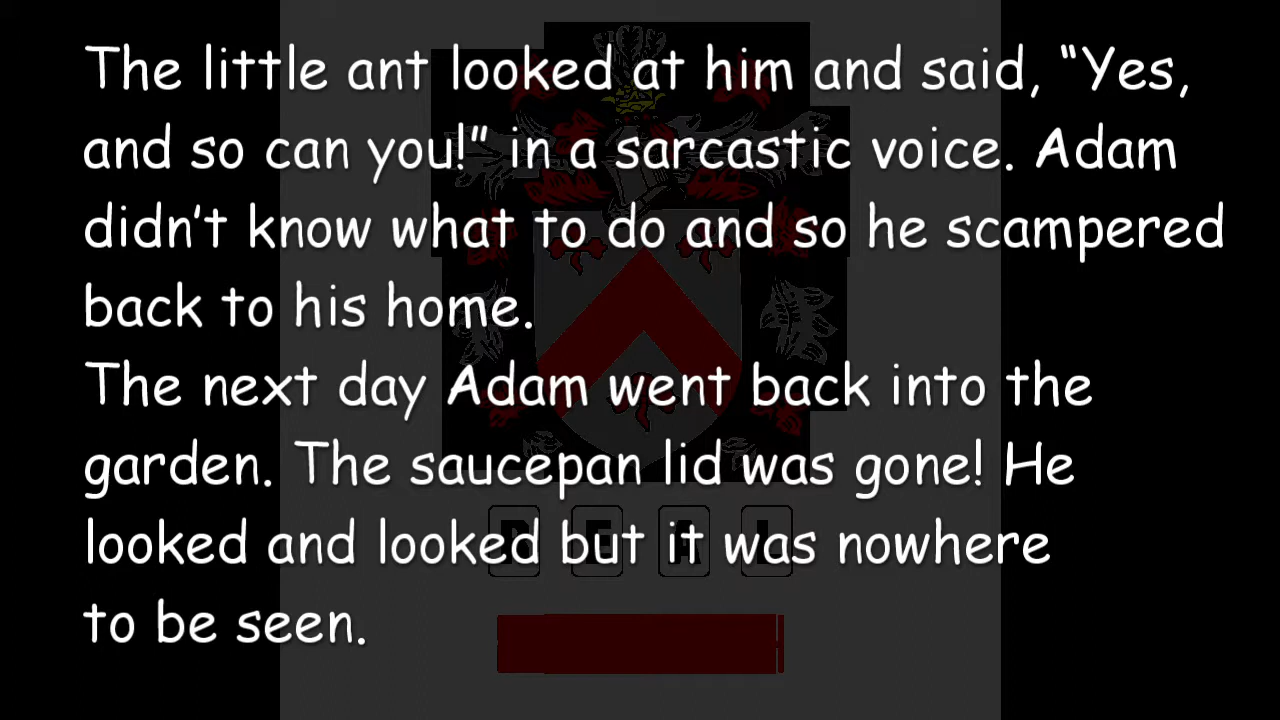 The little ant looked at him and said, “Yes,
and so can you!” in a sarcastic voice. Adam
didn’t know what to do and so he scampered
back to his home.
The next day Adam went back into the
garden. The saucepan lid was gone! He
looked and looked but it was nowhere
to be seen.